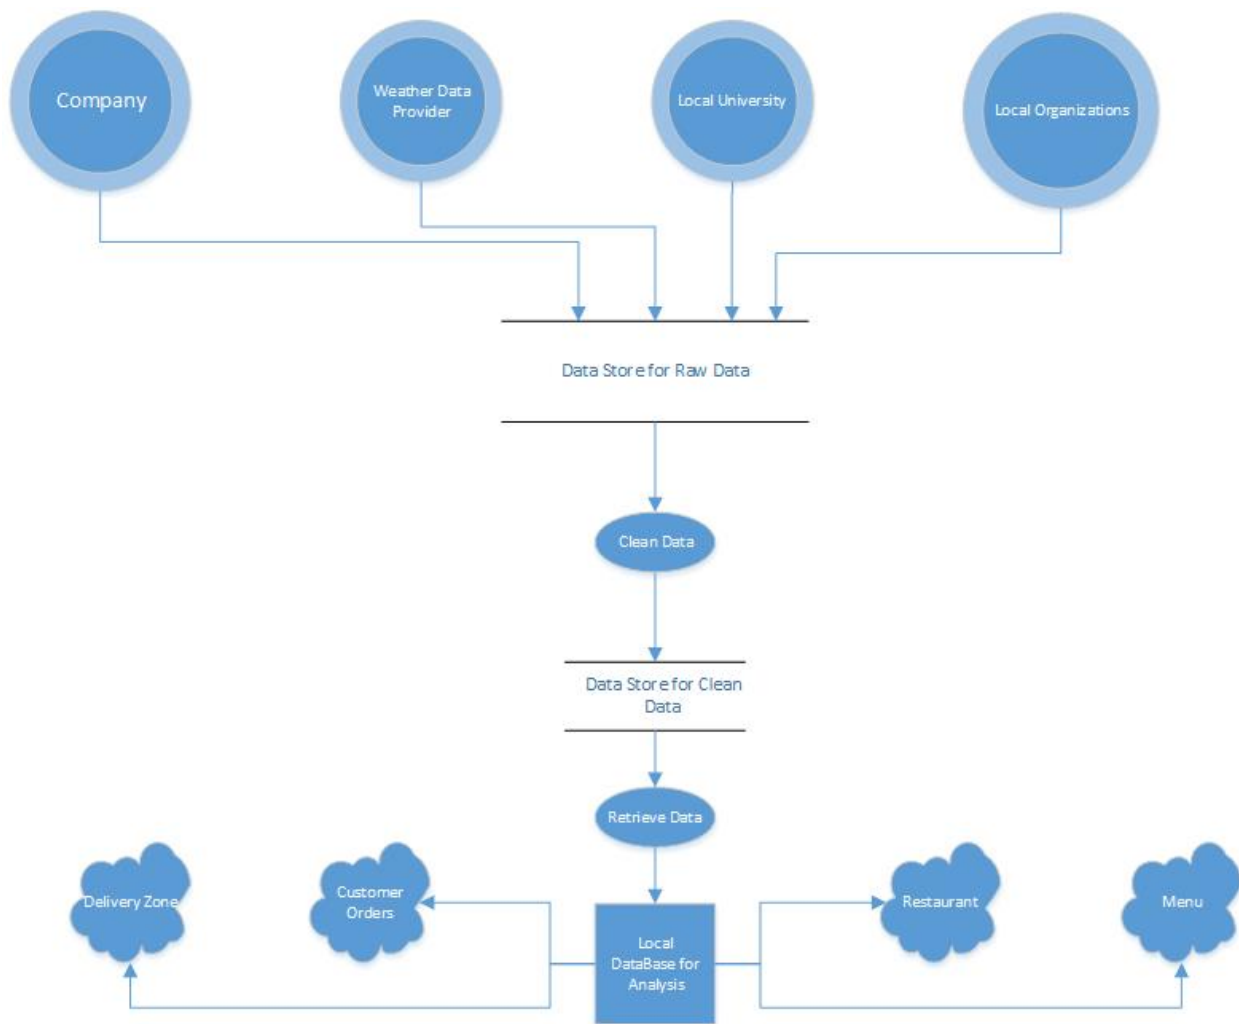 Company
Weather Data
Provider
Local University
Local Organizations
Data Store for Raw Data
Clean Data
Data Store for Clean
Data
Retrieve Data
Delivery Zone
Customer
Orders
Restaurant
Menu
Local
DataBase for
Analysis